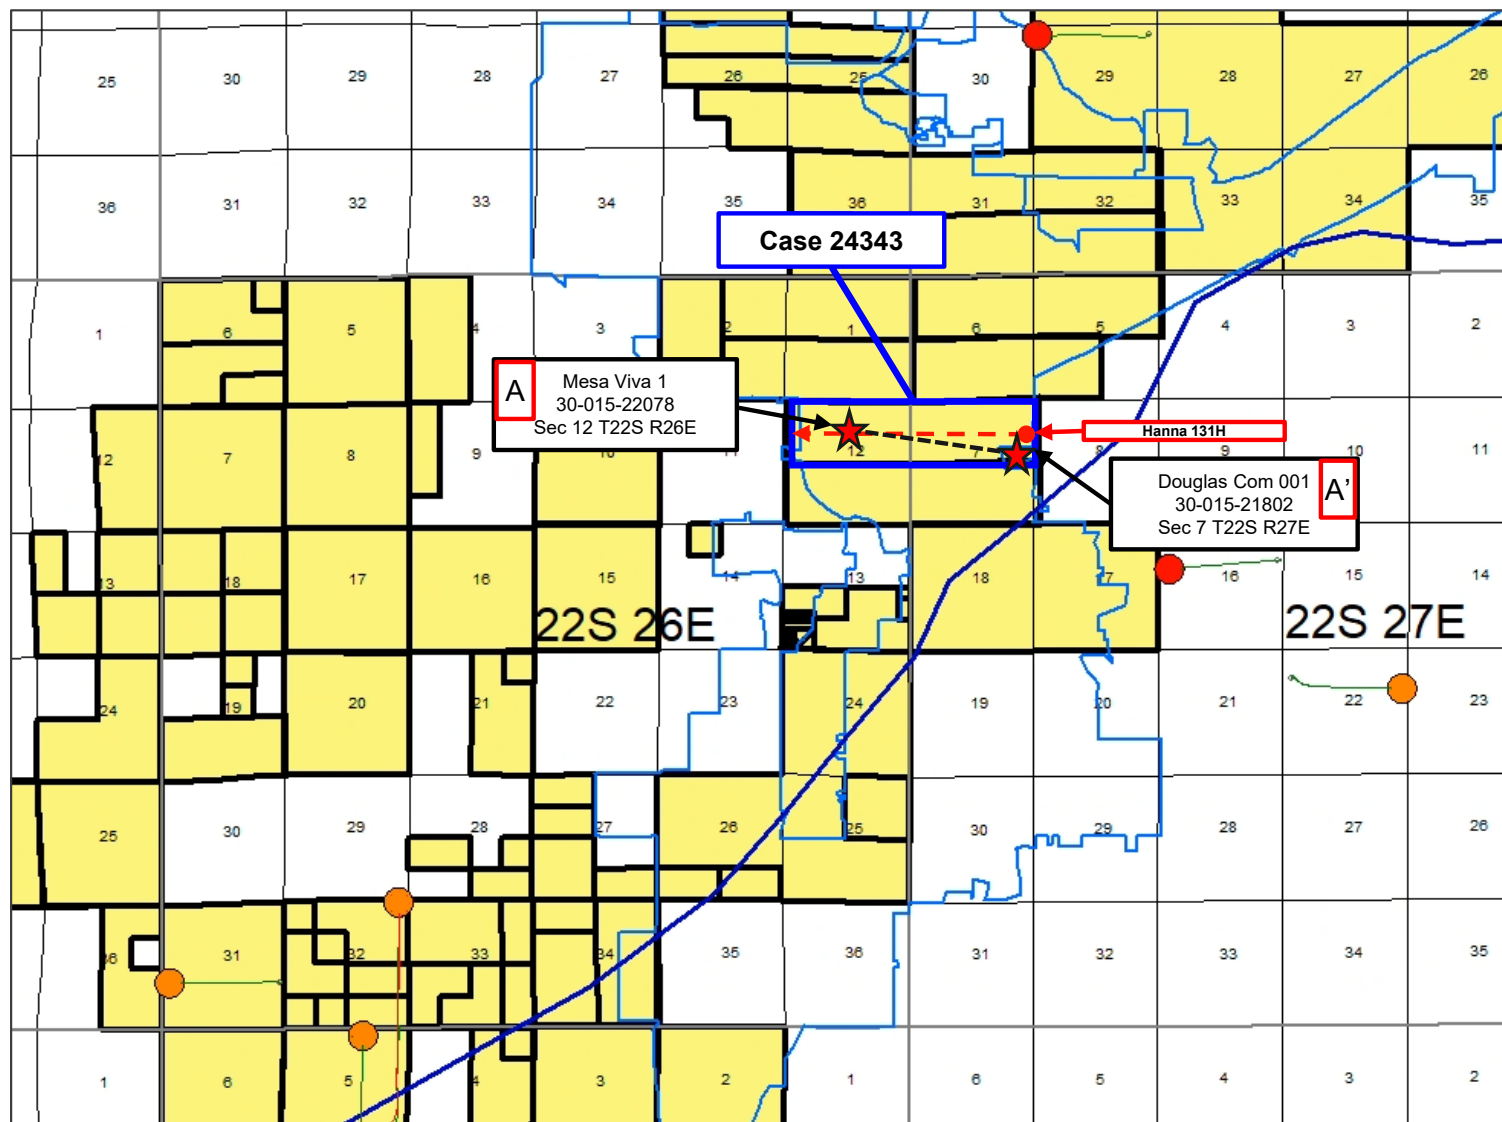 25 30 29 28 27 26 25 30 29 28 27 26
36 31 32 33 34 35 36 31 32 33 34 35
Case 24343
1 6 5 4 3 2 1 6 5 4 3 2
A
Mesa Viva 1
30-015-22078
Sec 12 T22S R26E
Hanna 131H
12 7 8 9 10 11 12 7 8 9 10 11
Douglas Com 001
30-015-21802
Sec 7 T22S R27E
A’
13 18 17 16 15 14 13 18 17 16 15 14
22S 26E
22S 27E
24 19 20 21 22 23 24 19 20 21 22 23
25 30 29 28 27 26 25 30 29 28 27 26
36 31 32 33 34 35 36 31 32 33 34 35
1 6 5 4 3 2 1 6 5 4 3 2